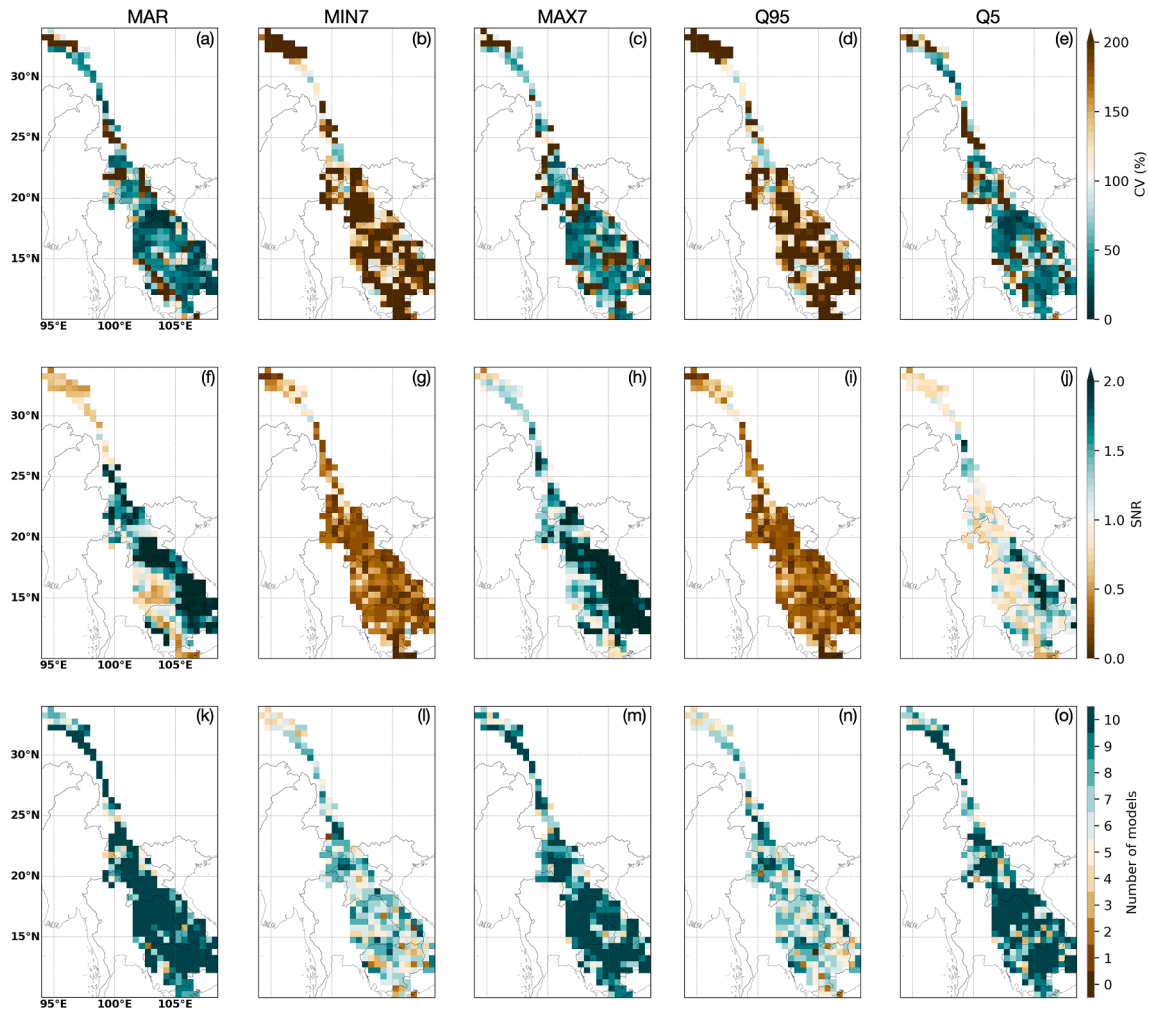 MAR MIN7 MAX7 Q95 Q5
(a) (b) (c) (d) (e)
30°N
25°N
20°N
15°N
95°E 100°E 105°E
200
150
100
50
0
CV (%)
(f) (g) (h) (i) (j)
30°N
25°N
20°N
15°N
95°E 100°E 105°E
2.0
1.5
1.0
0.5
0.0
SNR
(k) (l) (m) (n) (o)
30°N
25°N
20°N
15°N
95°E 100°E 105°E
10
9
8
7
6
5
4
3
2
1
0
Number of models